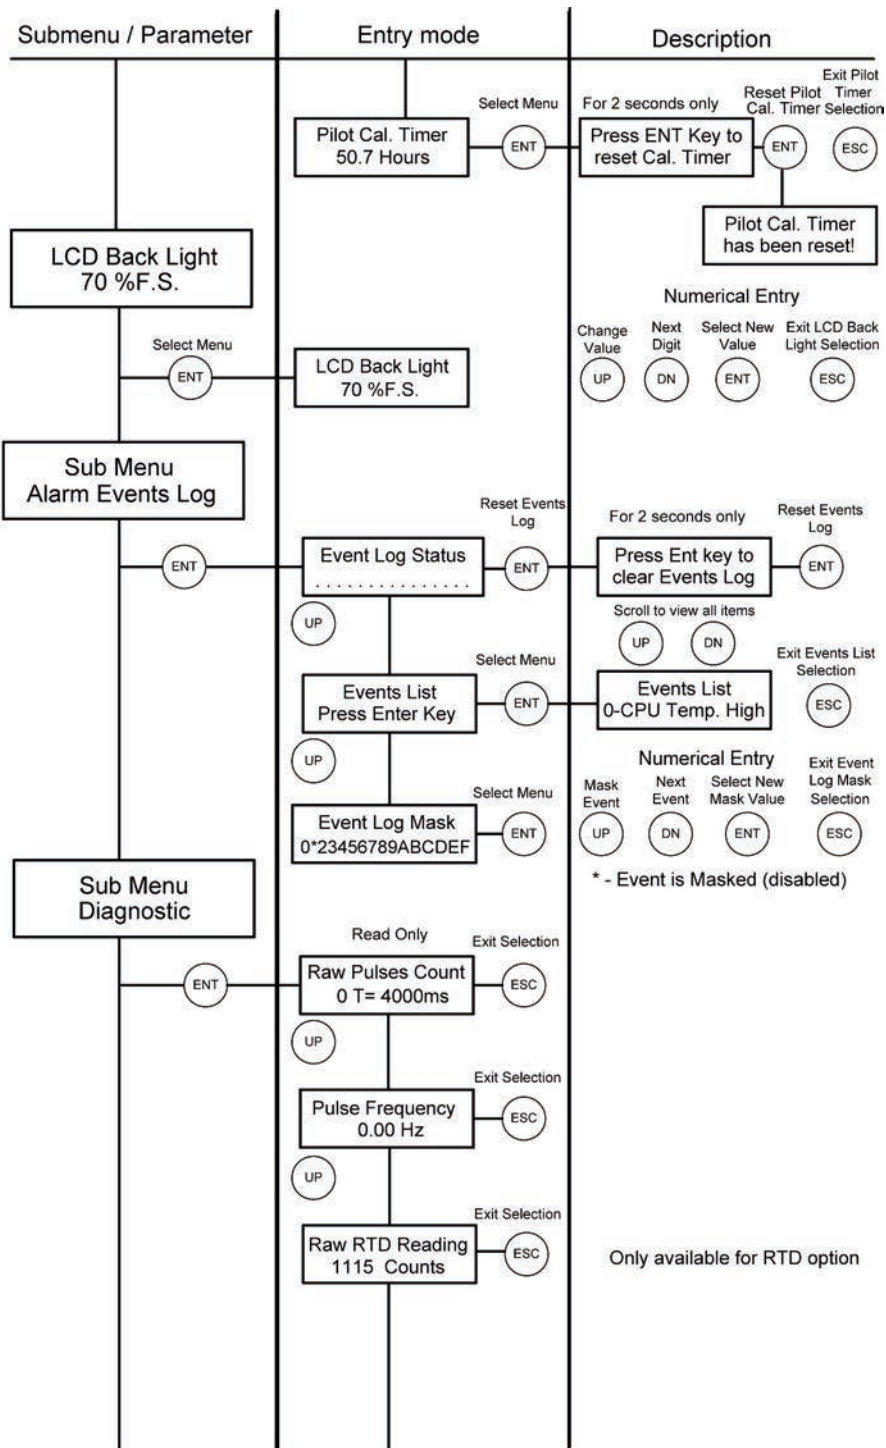 Submenu / Parameter
Entry mode
Description
Select Menu
For 2 seconds only
Reset Pilot
Cal. Timer
Exit Pilot
Timer
Selection
Pilot Cal. Timer
50.7 Hours
ENT
Press ENT Key to
reset Cal. Timer
ENT
ESC
Pilot Cal. Timer
has been reset!
LCD Back Light
70 %F.S.
Numerical Entry
Select Menu
ENT
LCD Back Light
70 %F.S.
Change
Value
UP
Next
Digit
DN
Select New
Value
ENT
Exit LCD Back
Light Selection
ESC
Sub Menu
Alarm Events Log
ENT
Event Log Status
. . . . . . . . . . . . . . .
Reset Events
Log
ENT
For 2 seconds only
Press Ent key to
clear Events Log
Reset Events
Log
ENT
UP
Scroll to view all items
UP
DN
Events List
Press Enter Key
Select Menu
ENT
Events List
0-CPU Temp. High
Exit Events List
Selection
ESC
UP
Event Log Mask
0*23456789ABCDEF
Select Menu
ENT
Numerical Entry
Mask
Event
UP
Next
Event
DN
Select New
Mask Value
ENT
Exit Event
Log Mask
Selection
ESC
* - Event is Masked (disabled)
Sub Menu
Diagnostic
ENT
Read Only
Raw Pulses Count
0 T= 4000ms
Exit Selection
ESC
UP
Pulse Frequency
0.00 Hz
Exit Selection
ESC
UP
Raw RTD Reading
1115 Counts
Exit Selection
ESC
Only available for RTD option